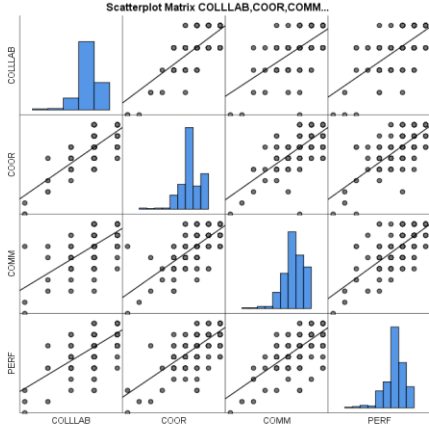 Scatterplot Matrix COLLLAB,COOR,COMM...
COLLLAB
COOR
COMM
PERF
COLLLAB COOR COMM PERF